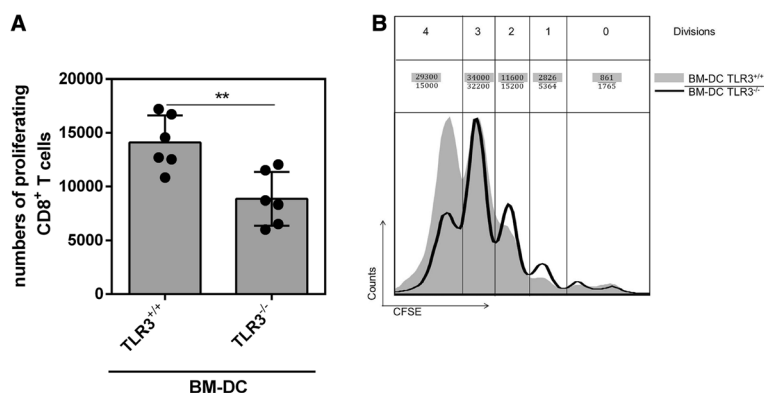 A
numbers of proliferating
CD8+ T cells
20000
15000
10000
5000
0
**
TLR3+/+
TLR3-/-
BM-DC
B
4 3 2 1 0 Divisions
29300 34000 11600 2826 861 BM-DC TLR3+/+
15000 32200 15200 5364 1765 BM-DC TLR3-/-
Counts
CFSE